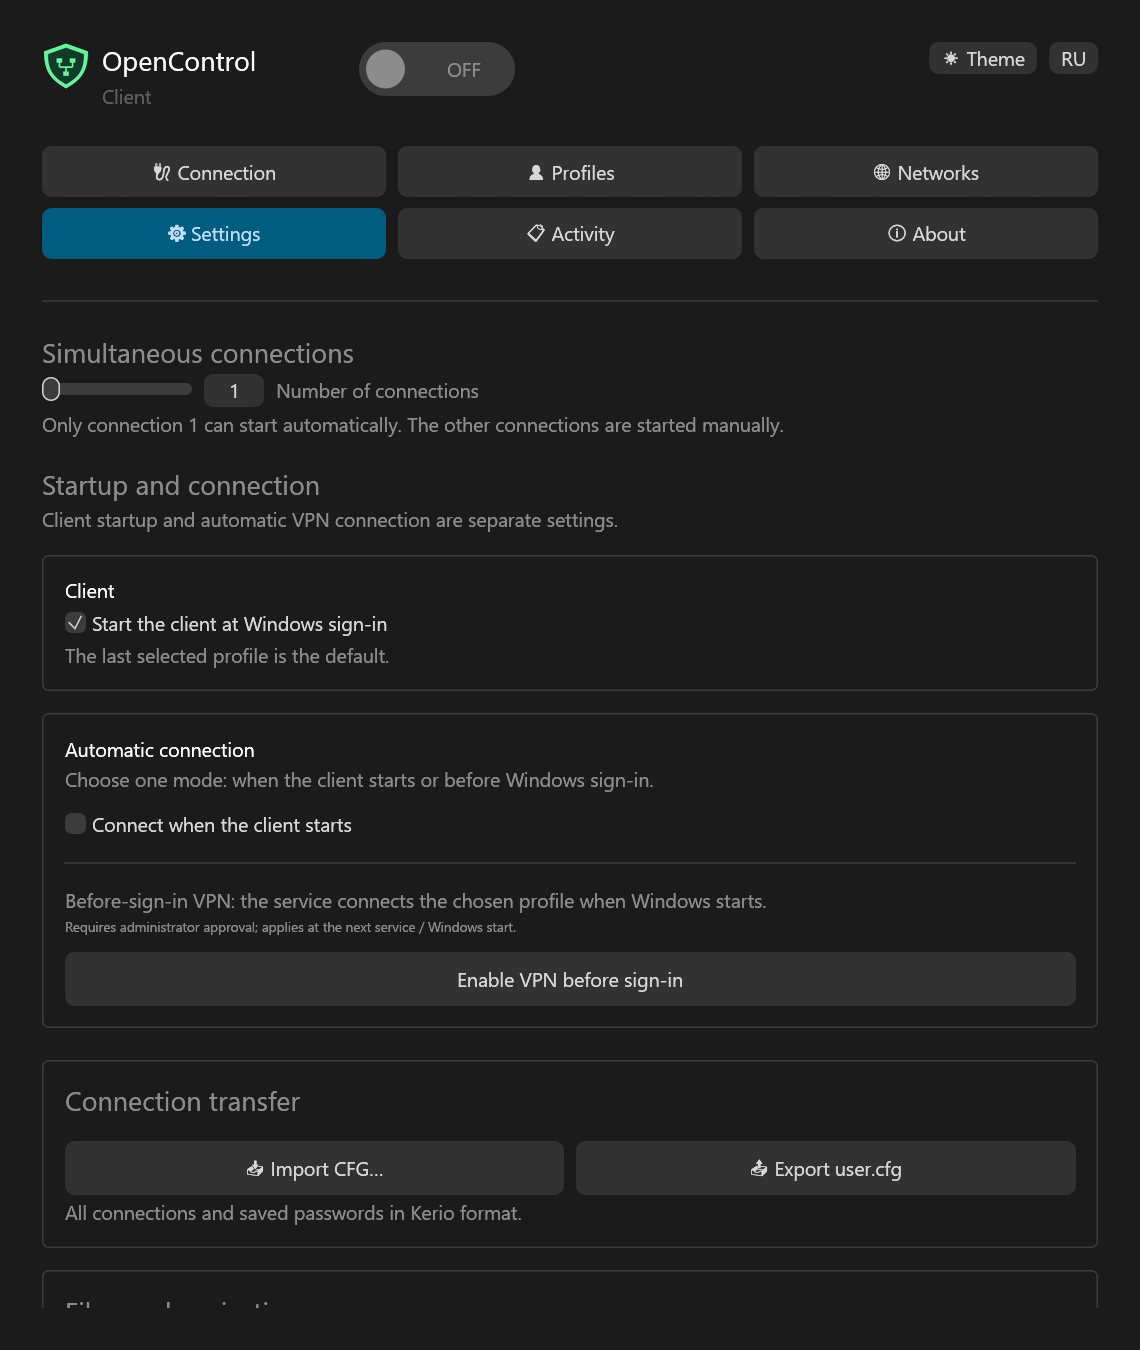 OpenControl
Client
OFF
Theme
RU
Connection
Profiles
Networks
Settings
Activity
About
Simultaneous connections
1
Number of connections
Only connection 1 can start automatically. The other connections are started manually.
Startup and connection
Client startup and automatic VPN connection are separate settings.
Client
Start the client at Windows sign-in
The last selected profile is the default.
Automatic connection
Choose one mode: when the client starts or before Windows sign-in.
Connect when the client starts
Before-sign-in VPN: the service connects the chosen profile when Windows starts.
Requires administrator approval; applies at the next service / Windows start.
Enable VPN before sign-in
Connection transfer
Import CFG...
Export user.cfg
All connections and saved passwords in Kerio format.